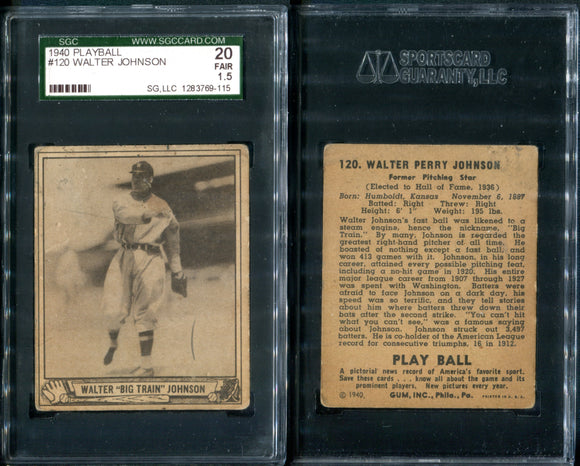 SGC WWW.SGCCARD.COM SGC
1940 PLAYBALL
#120 WALTER JOHNSON
20
FAIR
1.5
SG, LLC 1283769-115
WALTER "BIG TRAIN" JOHNSON
SPORTSCARD
GUARANTY, LLC
120. WALTER PERRY JOHNSON
Former Pitching Star
(Elected to Hall of Fame, 1936)
Born: Humboldt, Kansas November 6, 1887
Batted: Right Threw: Right
Height: 6' 1" Weight: 195 lbs.
Walter Johnson's fast ball was likened to a
steam engine, hence the nickname, "Big
Train." By many, Johnson is regarded the
greatest right-hand pitcher of all time. He
boasted of nothing except a fast ball, and
won 413 games with it. Johnson, in his long
career, attained every possible pitching feat,
including a no-hit game in 1920. His entire
major league career from 1907 through 1927
was spent with Washington. Batters were
afraid to face Johnson on a dark day, his
speed was so terrific, and they tell stories
about him where batters threw down their
bats after the second strike. "You can't hit
what you can't see," was a famous saying
about Johnson. Johnson struck out 3,497
batters. He is co-holder of the American League
record for consecutive triumphs, 16 in 1912.
PLAY BALL
A pictorial news record of America's favorite sport.
Save these cards . . . know all about the game and its
prominent players. New pictures every year.
© 1940 GUM, INC., Phila., Pa. PRINTED IN U. S. A.